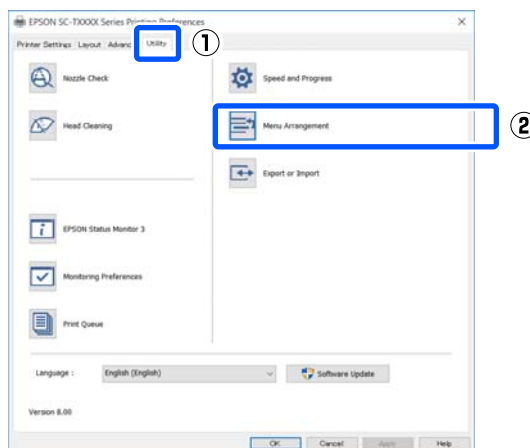 EPSON SC-TXXXX Series Printing Preferences
Printer Settings Layout Advanc Utility ①
Nozzle Check
Speed and Progress
Head Cleaning
Menu Arrangement ②
Export or Import
EPSON Status Monitor 3
Monitoring Preferences
Print Queue
Language : English (English) Software Update
Version 8.00
OK Cancel Apply Help